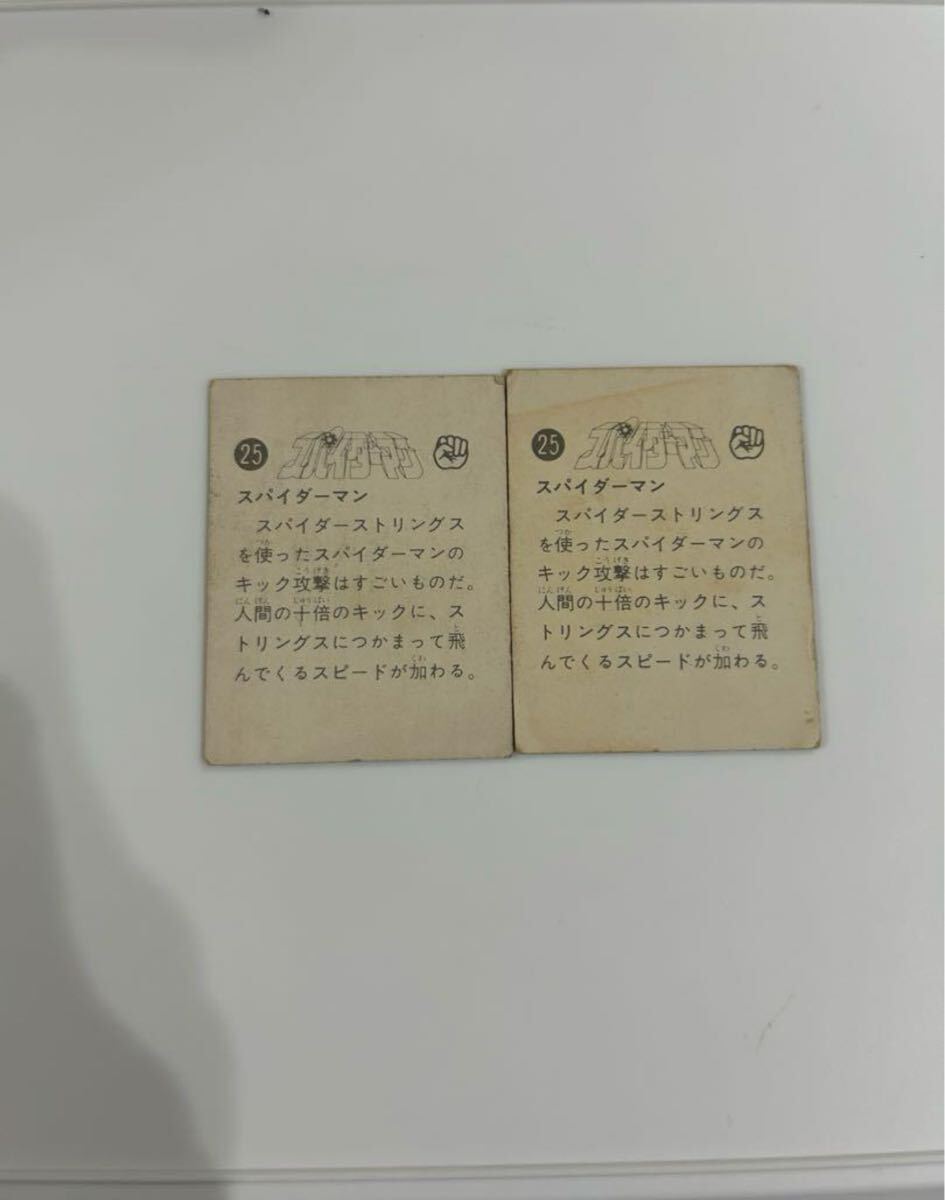 25 スパイダーマン
スパイダーマン
スパイダーストリングス
を使ったスパイダーマンの
キック攻撃はすごいものだ。
人間の十倍のキックに、ス
トリングスにつかまって飛
んでくるスピードが加わる。
25 スパイダーマン
スパイダーマン
スパイダーストリングス
を使ったスパイダーマンの
キック攻撃はすごいものだ。
人間の十倍のキックに、ス
トリングスにつかまって飛
んでくるスピードが加わる。